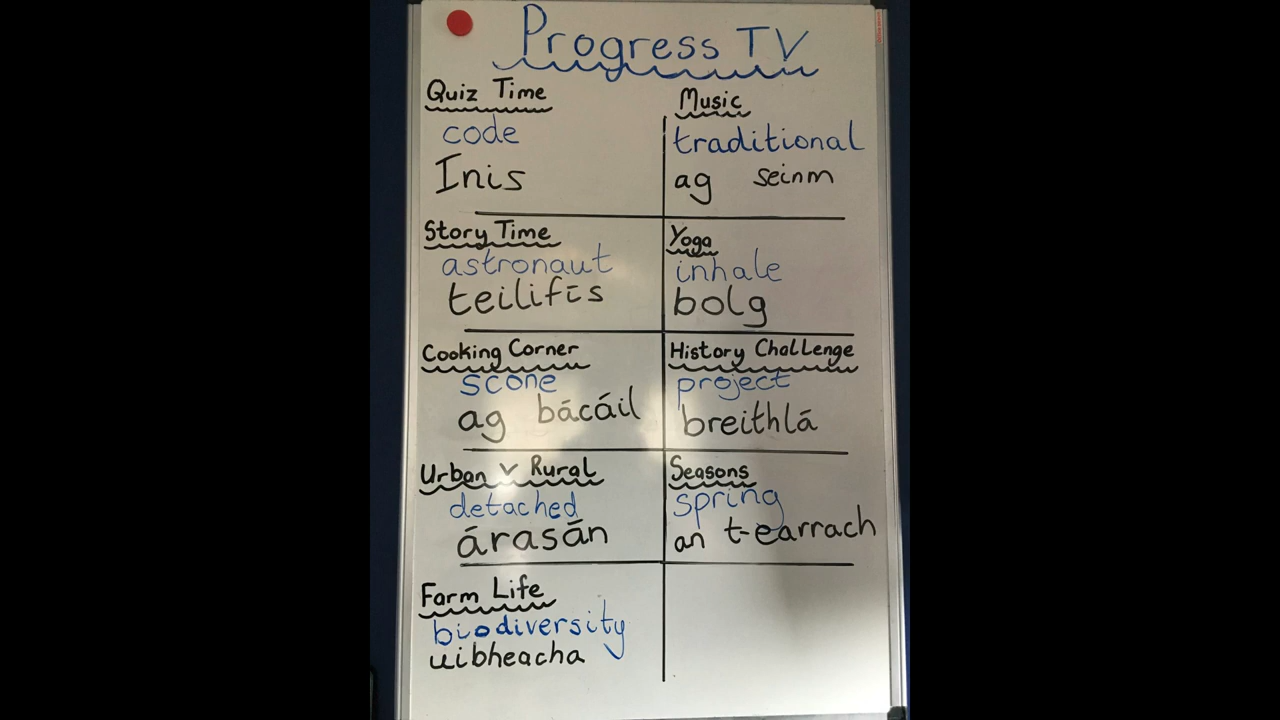 Progress TV
Quiz Time
code
Inis
Music
traditional
ag seinm
Story Time
astronaut
teilifís
Yoga
inhale
bolg
Cooking Corner
scone
ag bácáil
History Challenge
project
breithlá
Urban v Rural
detached
árasán
Seasons
spring
an t-earrach
Farm Life
biodiversity
uibheacha